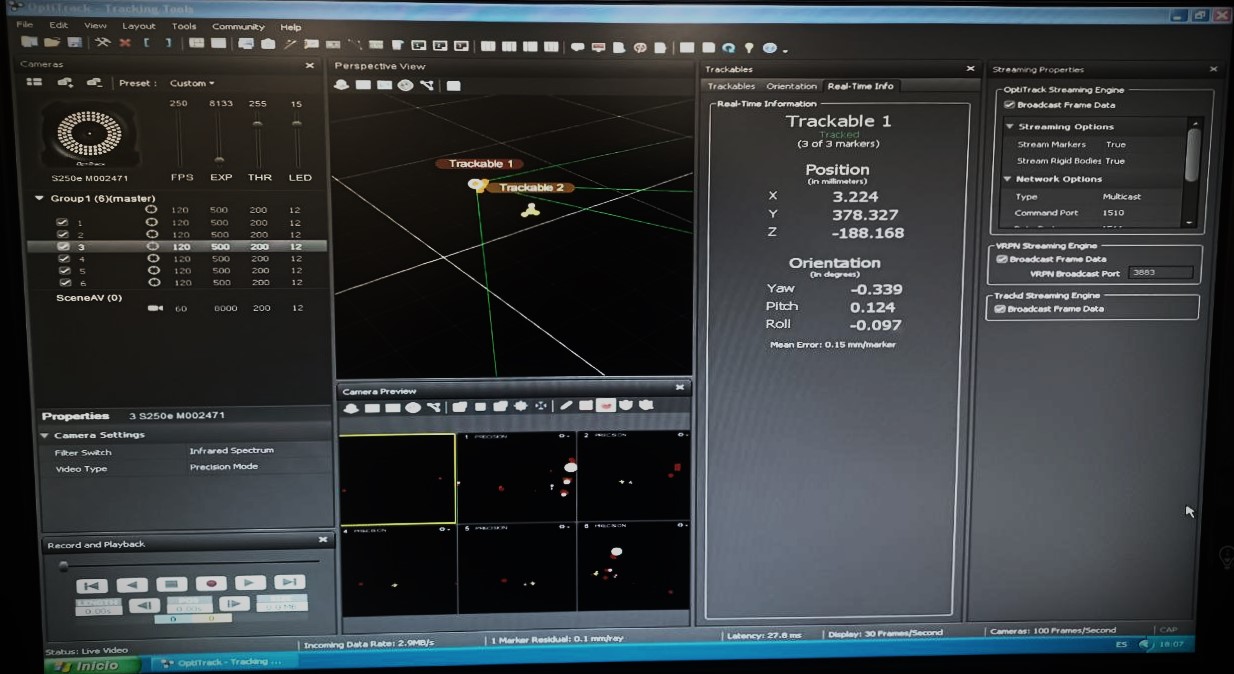 OptiTrack - Tracking Tools
File Edit View Layout Tools Community Help
Cameras
Preset : Custom
250 8133 255 15
OptiTrack
S250e M002471 FPS EXP THR LED
Group1 (6)(master)
120 500 200 12
1 120 500 200 12
2 120 500 200 12
3 120 500 200 12
4 120 500 200 12
5 120 500 200 12
6 120 500 200 12
SceneAV (0)
60 8000 200 12
Properties 3 S250e M002471
Camera Settings
Filter Switch Infrared Spectrum
Video Type Precision Mode
Record and Playback
0 0
Status: Live Video
Perspective View
Trackable 1
Trackable 2
Camera Preview
1 PRECISION
2 PRECISION
4 PRECISION
5 PRECISION
6 PRECISION
Incoming Data Rate: 2.9MB/s
1 Marker Residual: 0.1 mm/ray
Trackables
Trackables Orientation Real-Time Info
Real-Time Information
Trackable 1
Tracked
(3 of 3 markers)
Position
(in millimeters)
X 3.224
Y 378.327
Z -188.168
Orientation
(in degrees)
Yaw -0.339
Pitch 0.124
Roll -0.097
Mean Error: 0.15 mm/marker
Latency: 27.8 ms
Display: 30 Frames/Second
Streaming Properties
OptiTrack Streaming Engine
Broadcast Frame Data
Streaming Options
Stream Markers True
Stream Rigid Bodies True
Network Options
Type Multicast
Command Port 1510
VRPN Streaming Engine
Broadcast Frame Data
VRPN Broadcast Port 3883
Trackd Streaming Engine
Broadcast Frame Data
Cameras: 100 Frames/Second
CAP
Inicio
OptiTrack - Tracking ...
ES 18:07